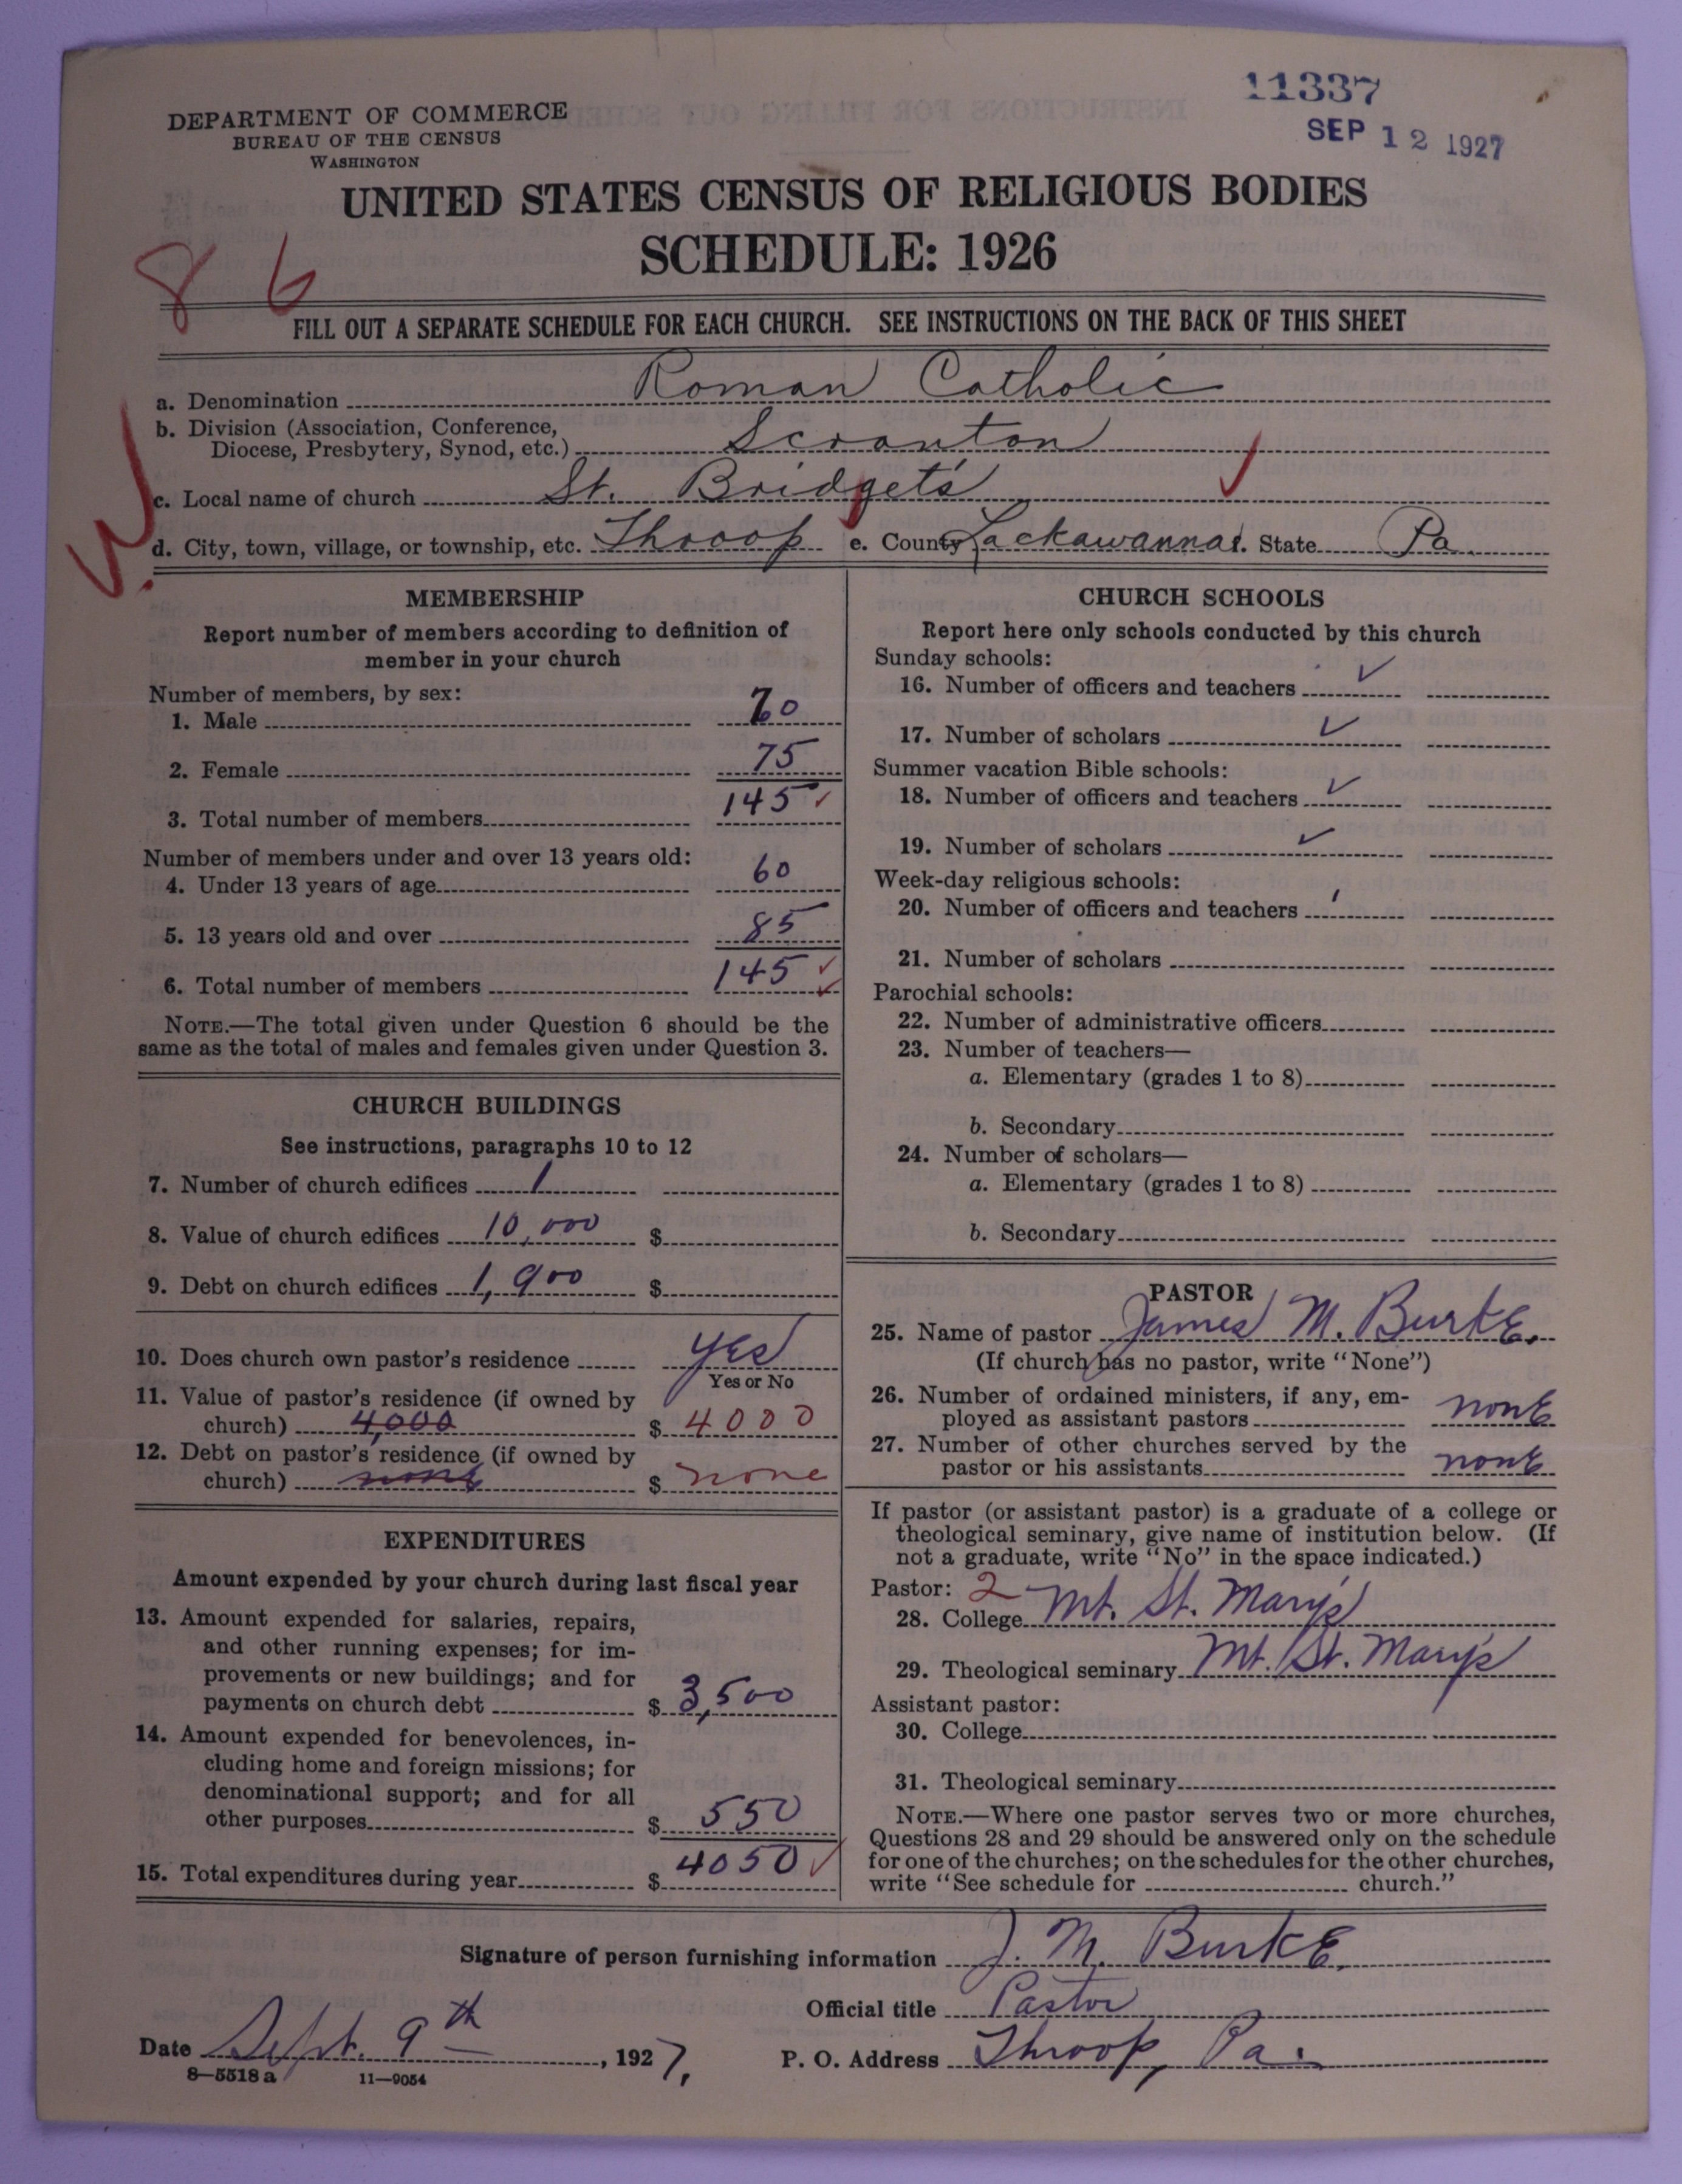 11337
SEP 12 1927
DEPARTMENT OF COMMERCE
BUREAU OF THE CENSUS
WASHINGTON
UNITED STATES CENSUS OF RELIGIOUS BODIES
SCHEDULE: 1926
8 6
FILL OUT A SEPARATE SCHEDULE FOR EACH CHURCH. SEE INSTRUCTIONS ON THE BACK OF THIS SHEET
a. Denomination Roman Catholic
b. Division (Association, Conference,
Diocese, Presbytery, Synod, etc.) Scranton
c. Local name of church St. Bridget's
d. City, town, village, or township, etc. Throop e. County Lackawanna f. State Pa.
MEMBERSHIP
Report number of members according to definition of
member in your church
Number of members, by sex:
1. Male 70
2. Female 75
3. Total number of members 145 ✓
Number of members under and over 13 years old:
4. Under 13 years of age 60
5. 13 years old and over 85
6. Total number of members 145 ✓
NOTE.—The total given under Question 6 should be the
same as the total of males and females given under Question 3.
CHURCH BUILDINGS
See instructions, paragraphs 10 to 12
7. Number of church edifices 1
8. Value of church edifices 10,000 $
9. Debt on church edifices 1,900 $
10. Does church own pastor's residence Yes
Yes or No
11. Value of pastor's residence (if owned by
church) 4,000 $ 4000
12. Debt on pastor's residence (if owned by
church) none $ none
EXPENDITURES
Amount expended by your church during last fiscal year
13. Amount expended for salaries, repairs,
and other running expenses; for im-
provements or new buildings; and for
payments on church debt $ 3,500
14. Amount expended for benevolences, in-
cluding home and foreign missions; for
denominational support; and for all
other purposes $ 550
15. Total expenditures during year $ 4050 ✓
CHURCH SCHOOLS
Report here only schools conducted by this church
Sunday schools:
16. Number of officers and teachers ✓
17. Number of scholars ✓
Summer vacation Bible schools:
18. Number of officers and teachers ✓
19. Number of scholars ✓
Week-day religious schools:
20. Number of officers and teachers
21. Number of scholars
Parochial schools:
22. Number of administrative officers
23. Number of teachers—
a. Elementary (grades 1 to 8)
b. Secondary
24. Number of scholars—
a. Elementary (grades 1 to 8)
b. Secondary
PASTOR
25. Name of pastor James M. Burke.
(If church has no pastor, write "None")
26. Number of ordained ministers, if any, em-
ployed as assistant pastors none
27. Number of other churches served by the
pastor or his assistants none
If pastor (or assistant pastor) is a graduate of a college or
theological seminary, give name of institution below. (If
not a graduate, write "No" in the space indicated.)
Pastor: 2
28. College Mt. St. Mary's
29. Theological seminary Mt. St. Mary's
Assistant pastor:
30. College
31. Theological seminary
NOTE.—Where one pastor serves two or more churches,
Questions 28 and 29 should be answered only on the schedule
for one of the churches; on the schedules for the other churches,
write "See schedule for church."
Signature of person furnishing information J. M. Burke.
Official title Pastor
Date Sept. 9th, 1927. P. O. Address Throop, Pa.
8—5518a 11—9054